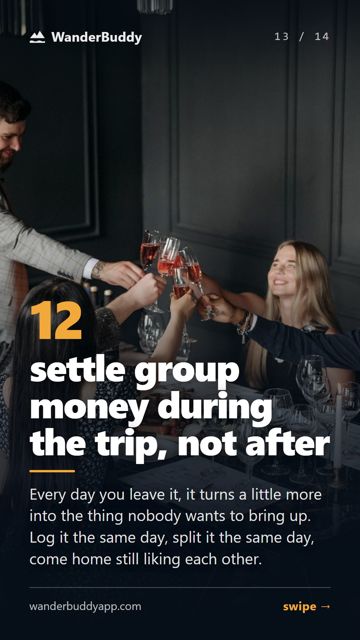 WanderBuddy
13 / 14
12
settle group
money during
the trip, not after
Every day you leave it, it turns a little more
into the thing nobody wants to bring up.
Log it the same day, split it the same day,
come home still liking each other.
wanderbuddyapp.com
swipe →